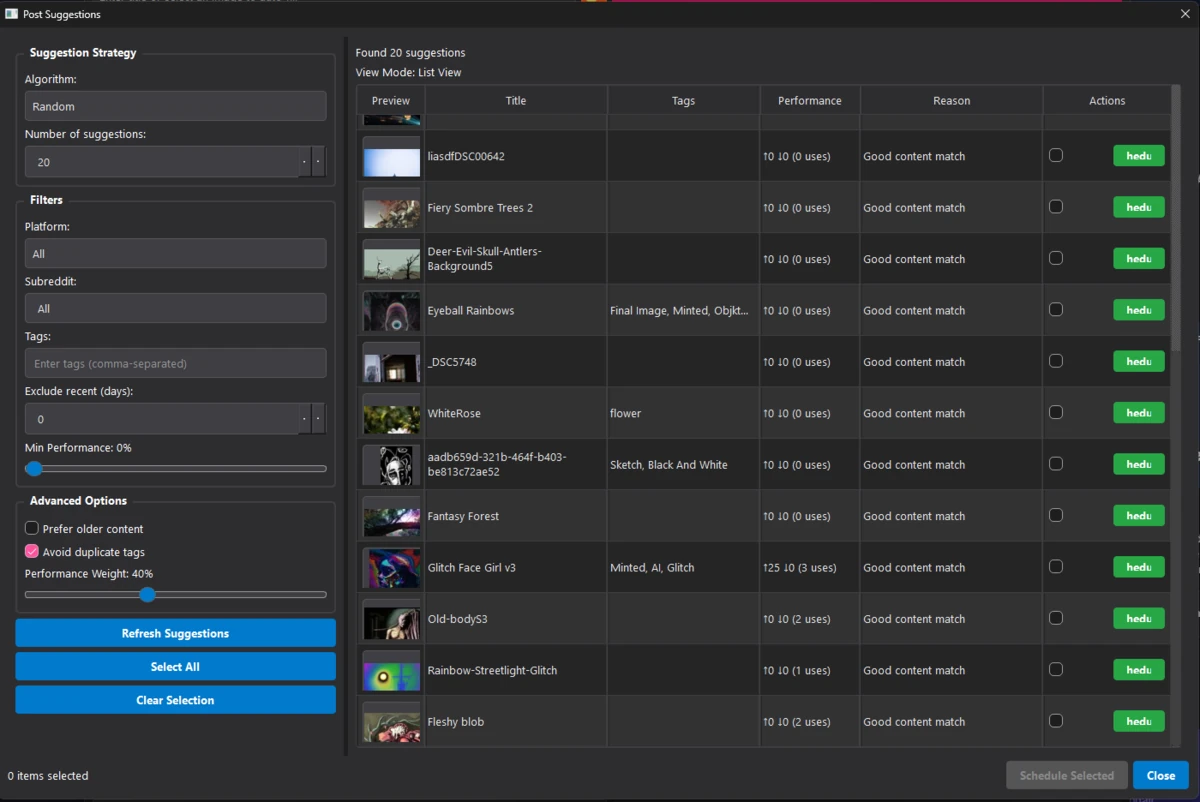 Post Suggestions
Suggestion Strategy
Algorithm:
Random
Number of suggestions:
20
Filters
Platform:
All
Subreddit:
All
Tags:
Enter tags (comma-separated)
Exclude recent (days):
0
Min Performance: 0%
Advanced Options
Prefer older content
Avoid duplicate tags
Performance Weight: 40%
Refresh Suggestions
Select All
Clear Selection
0 items selected
Found 20 suggestions
View Mode: List View
Preview Title Tags Performance Reason Actions
liasdfDSC00642 ↑0 ↓0 (0 uses) Good content match hedu
Fiery Sombre Trees 2 ↑0 ↓0 (0 uses) Good content match hedu
Deer-Evil-Skull-Antlers-
Background5 ↑0 ↓0 (0 uses) Good content match hedu
Eyeball Rainbows Final Image, Minted, Objkt... ↑0 ↓0 (0 uses) Good content match hedu
_DSC5748 ↑0 ↓0 (0 uses) Good content match hedu
WhiteRose flower ↑0 ↓0 (0 uses) Good content match hedu
aadb659d-321b-464f-b403-
be813c72ae52 Sketch, Black And White ↑0 ↓0 (0 uses) Good content match hedu
Fantasy Forest ↑0 ↓0 (0 uses) Good content match hedu
Glitch Face Girl v3 Minted, AI, Glitch ↑25 ↓0 (3 uses) Good content match hedu
Old-bodyS3 ↑0 ↓0 (2 uses) Good content match hedu
Rainbow-Streetlight-Glitch ↑0 ↓0 (1 uses) Good content match hedu
Fleshy blob ↑0 ↓0 (2 uses) Good content match hedu
Schedule Selected Close